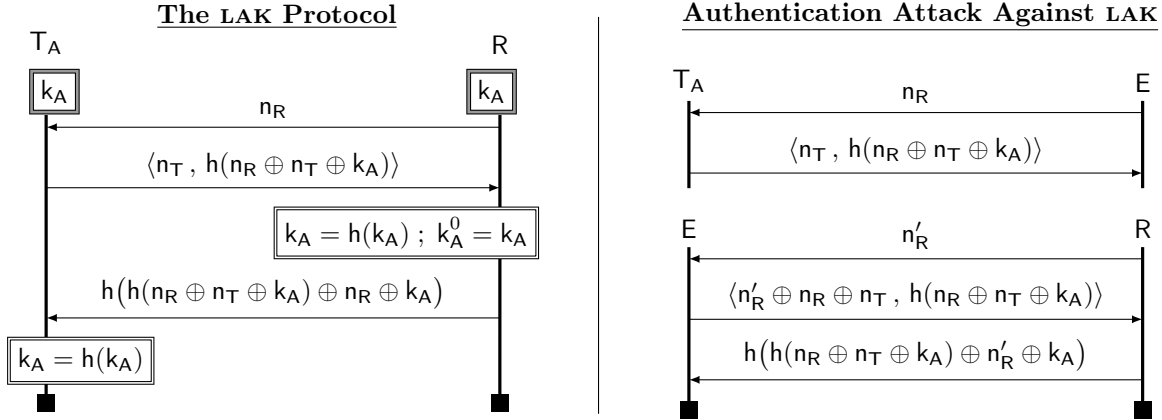 The LAK Protocol
T_A R
k_A k_A
n_R
⟨n_T , h(n_R ⊕ n_T ⊕ k_A)⟩
k_A = h(k_A) ; k_A^0 = k_A
h(h(n_R ⊕ n_T ⊕ k_A) ⊕ n_R ⊕ k_A)
k_A = h(k_A)
Authentication Attack Against LAK
T_A E
n_R
⟨n_T , h(n_R ⊕ n_T ⊕ k_A)⟩
E R
n′_R
⟨n′_R ⊕ n_R ⊕ n_T , h(n_R ⊕ n_T ⊕ k_A)⟩
h(h(n_R ⊕ n_T ⊕ k_A) ⊕ n′_R ⊕ k_A)